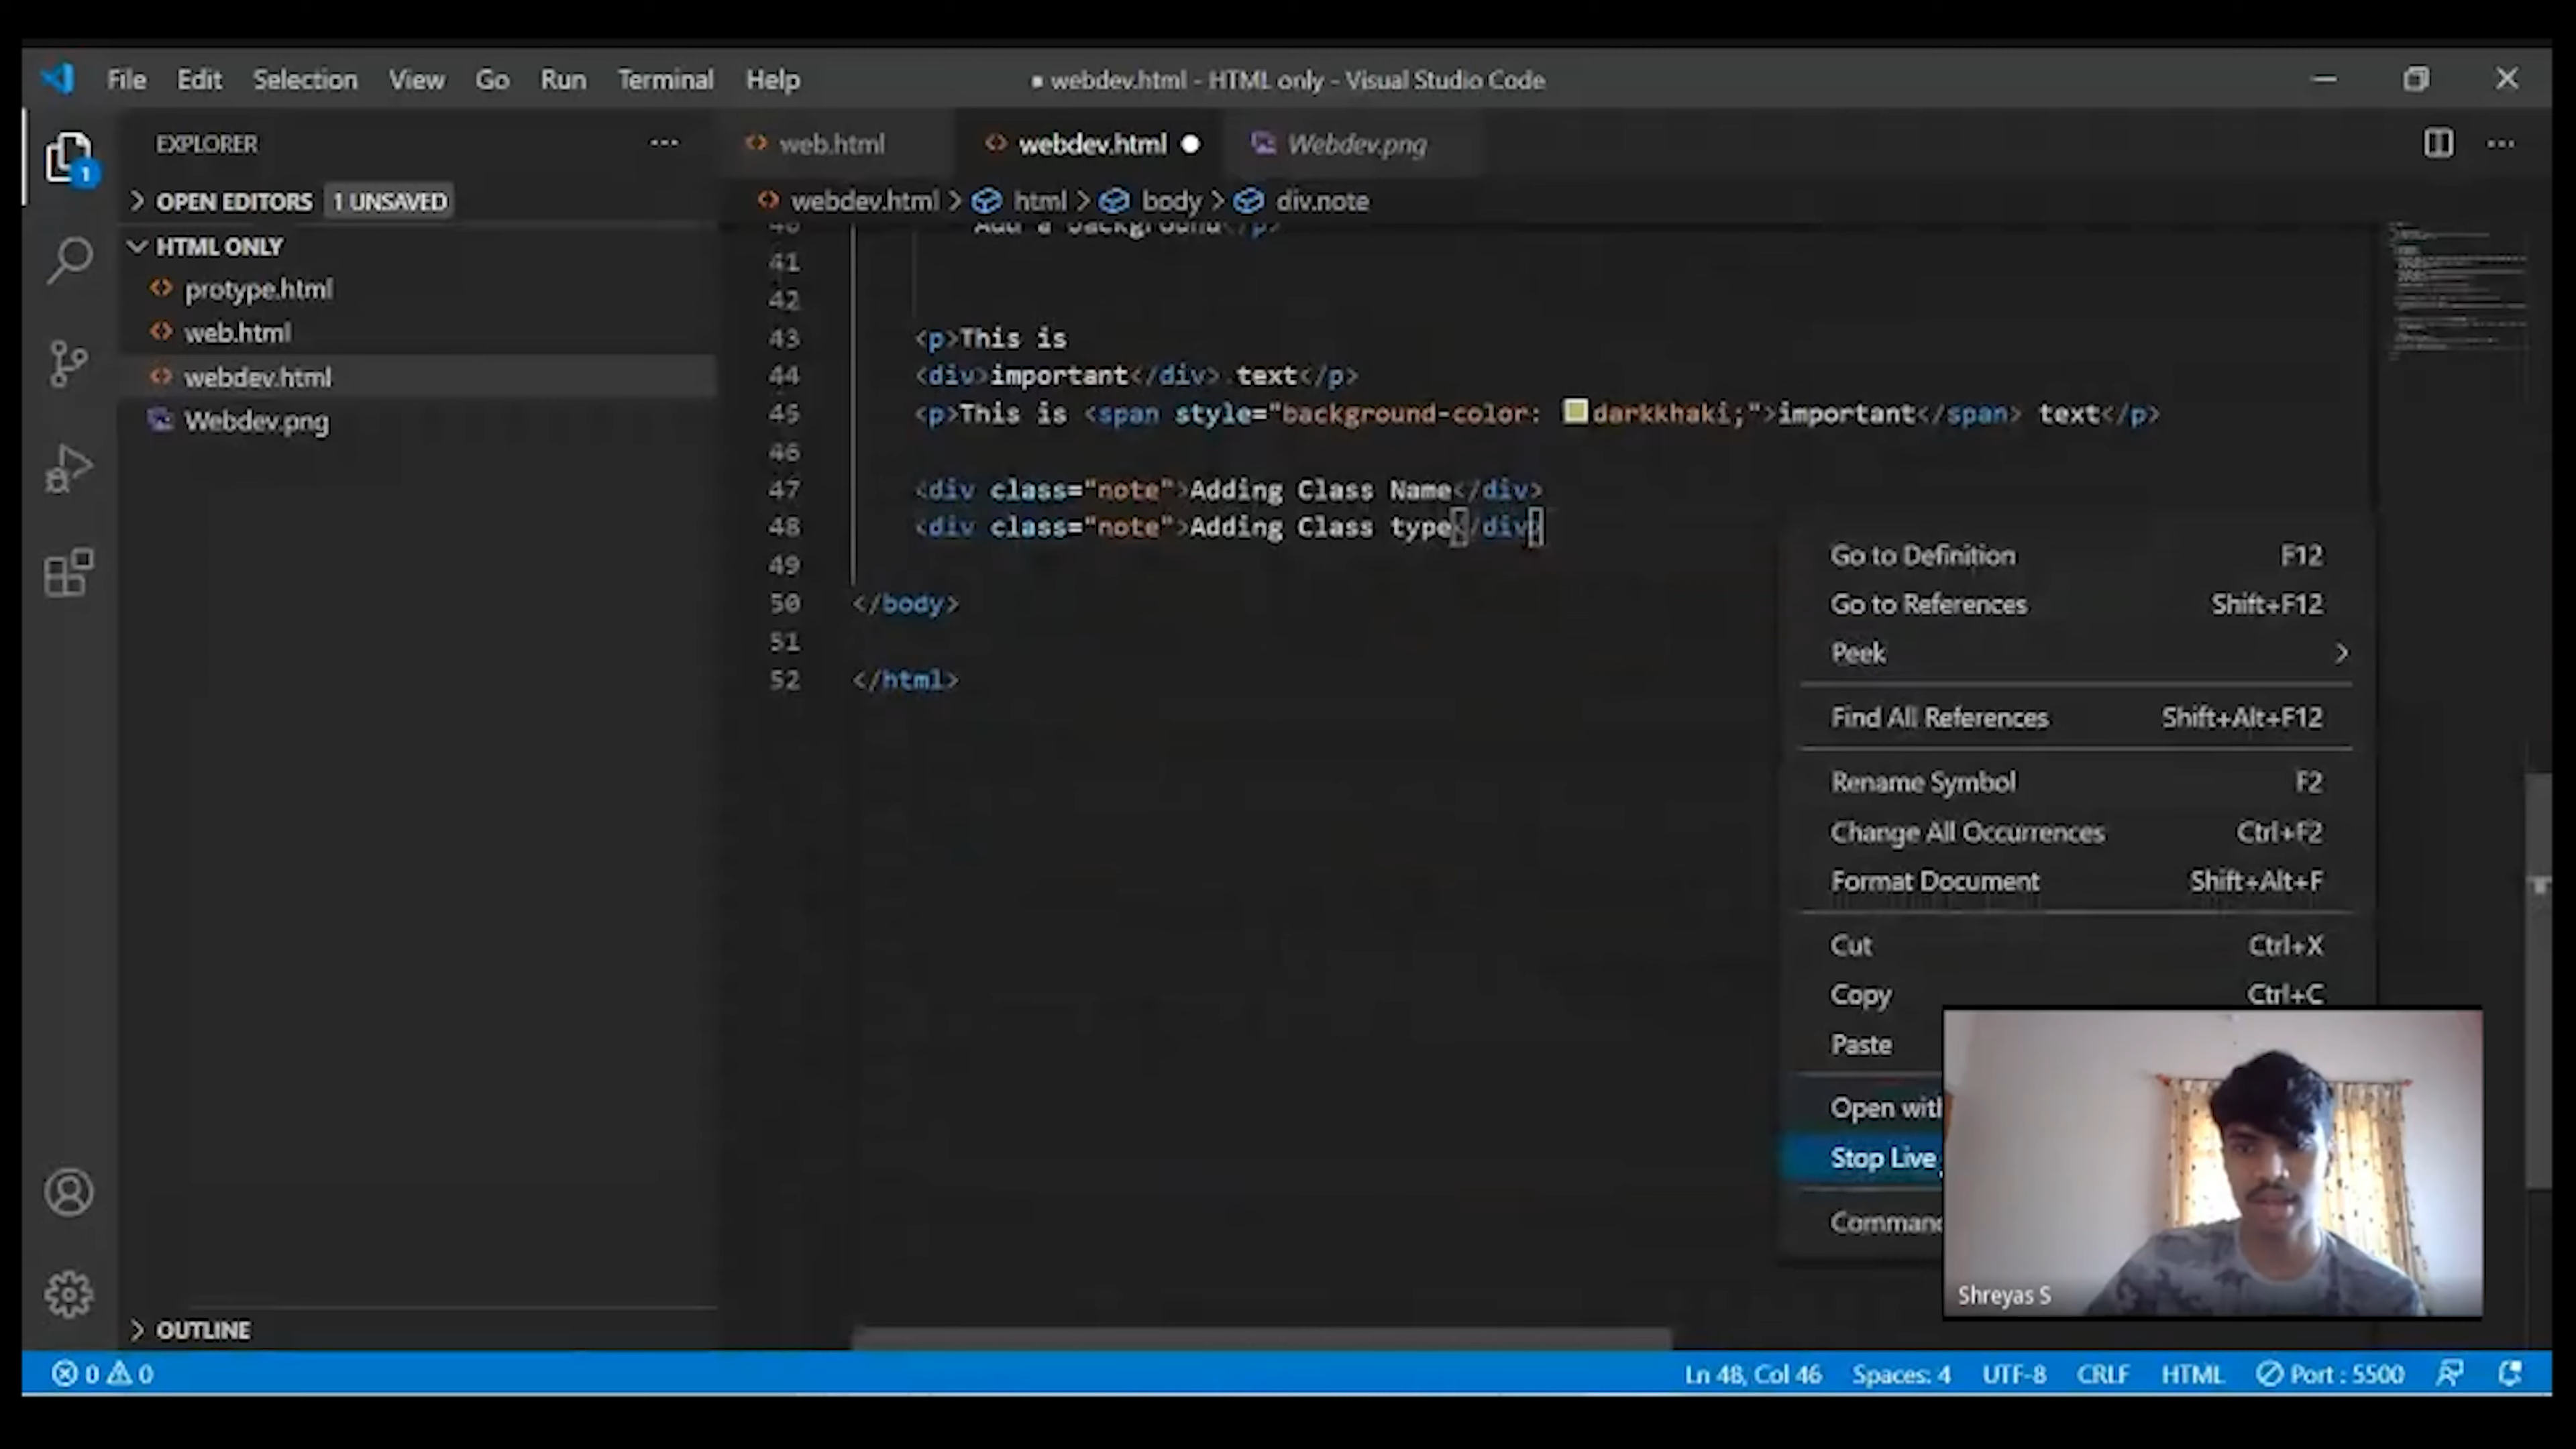 File Edit Selection View Go Run Terminal Help
webdev.html - HTML only - Visual Studio Code
EXPLORER
OPEN EDITORS 1 UNSAVED
HTML ONLY
protype.html
web.html
webdev.html
Webdev.png
OUTLINE
1
web.html webdev.html Webdev.png
webdev.html > html > body > div.note
40 Add a background</p>
41
42
43 <p>This is
44 <div>important</div> text</p>
45 <p>This is <span style="background-color: darkkhaki;">important</span> text</p>
46
47 <div class="note">Adding Class Name</div>
48 <div class="note">Adding Class type</div>
49
50 </body>
51
52 </html>
Go to Definition F12
Go to References Shift+F12
Peek
Find All References Shift+Alt+F12
Rename Symbol F2
Change All Occurrences Ctrl+F2
Format Document Shift+Alt+F
Cut Ctrl+X
Copy Ctrl+C
Paste
Open with
Stop Live
Comman
Shreyas S
0 0
Ln 48, Col 46 Spaces: 4 UTF-8 CRLF HTML Port : 5500